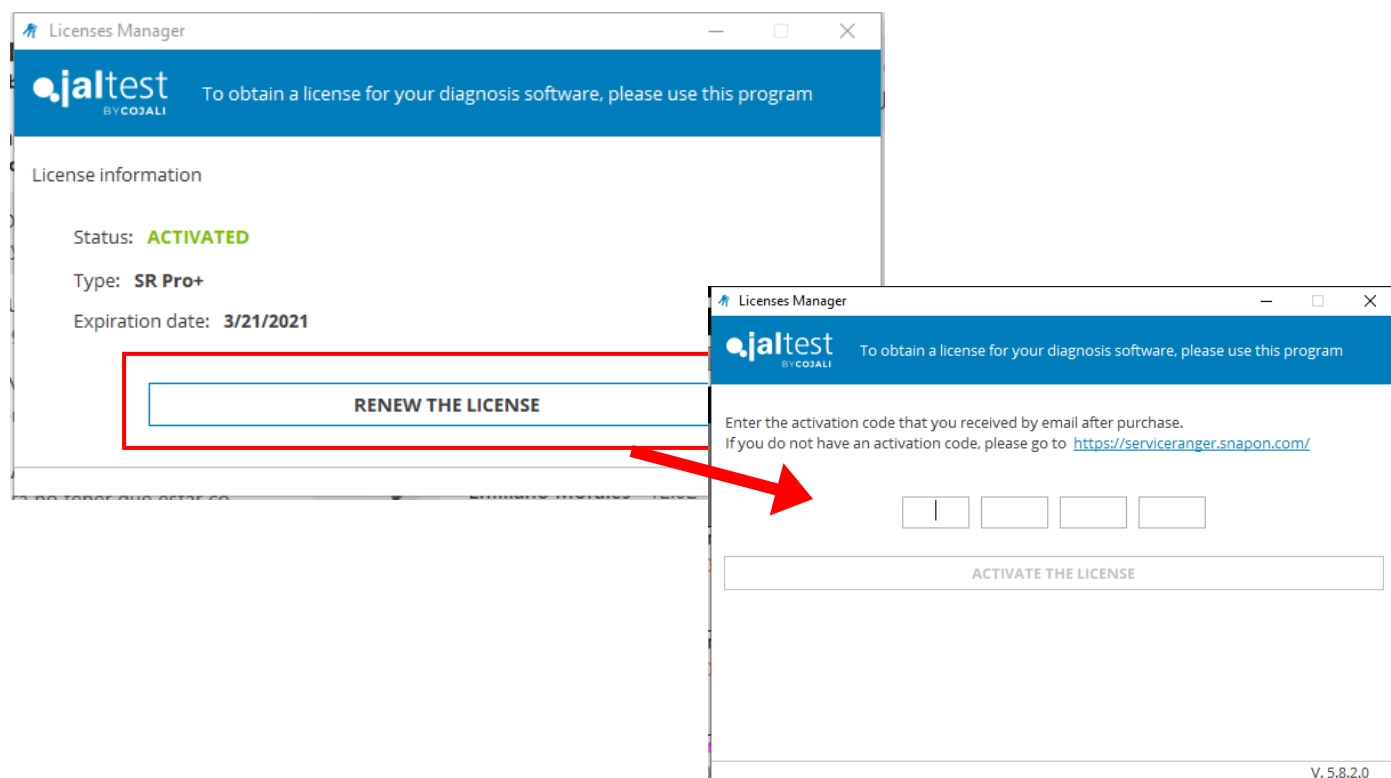 Licenses Manager
jaltest
BY COJALI
To obtain a license for your diagnosis software, please use this program
License information
Status: ACTIVATED
Type: SR Pro+
Expiration date: 3/21/2021
RENEW THE LICENSE
Licenses Manager
jaltest
BY COJALI
To obtain a license for your diagnosis software, please use this program
Enter the activation code that you received by email after purchase.
If you do not have an activation code, please go to https://serviceranger.snapon.com/
ACTIVATE THE LICENSE
V. 5.8.2.0